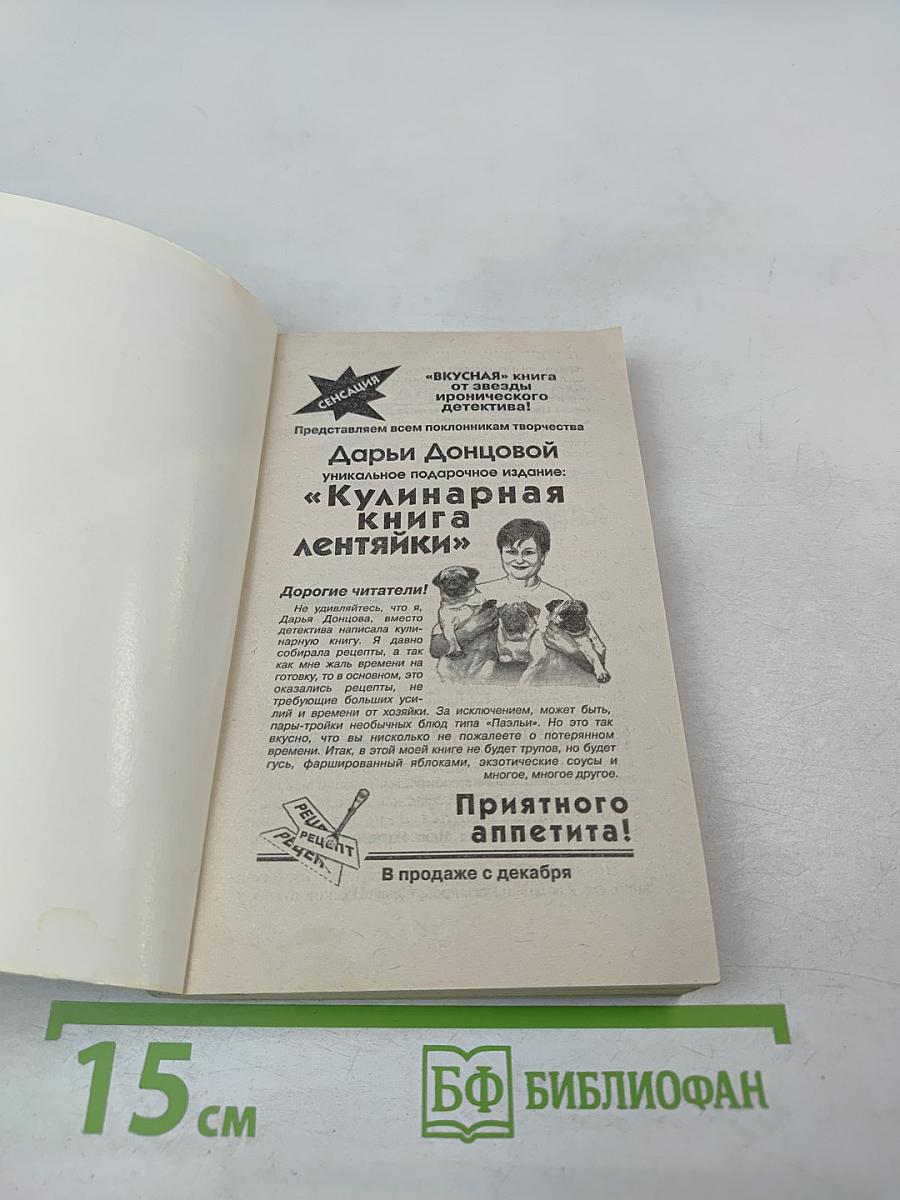 СЕНСАЦИЯ
«ВКУСНАЯ» книга
от звезды
иронического
детектива!
Представляем всем поклонникам творчества
Дарьи Донцовой
уникальное подарочное издание:
«Кулинарная
книга
лентяйки»
Дорогие читатели!
Не удивляйтесь, что я,
Дарья Донцова, вместо
детектива написала кули-
нарную книгу. Я давно
собирала рецепты, а так
как мне жаль времени на
готовку, то в основном, это
оказались рецепты, не
требующие больших уси-
лий и времени от хозяйки. За исключением, может быть,
пары-тройки необычных блюд типа «Паэльи». Но это так
вкусно, что вы нисколько не пожалеете о потерянном
времени. Итак, в этой моей книге не будет трупов, но будет
гусь, фаршированный яблоками, экзотические соусы и
многое, многое другое.
РЕЦЕПТ
Приятного
аппетита!
В продаже с декабря
15 см
БФ БИБЛИОФАН